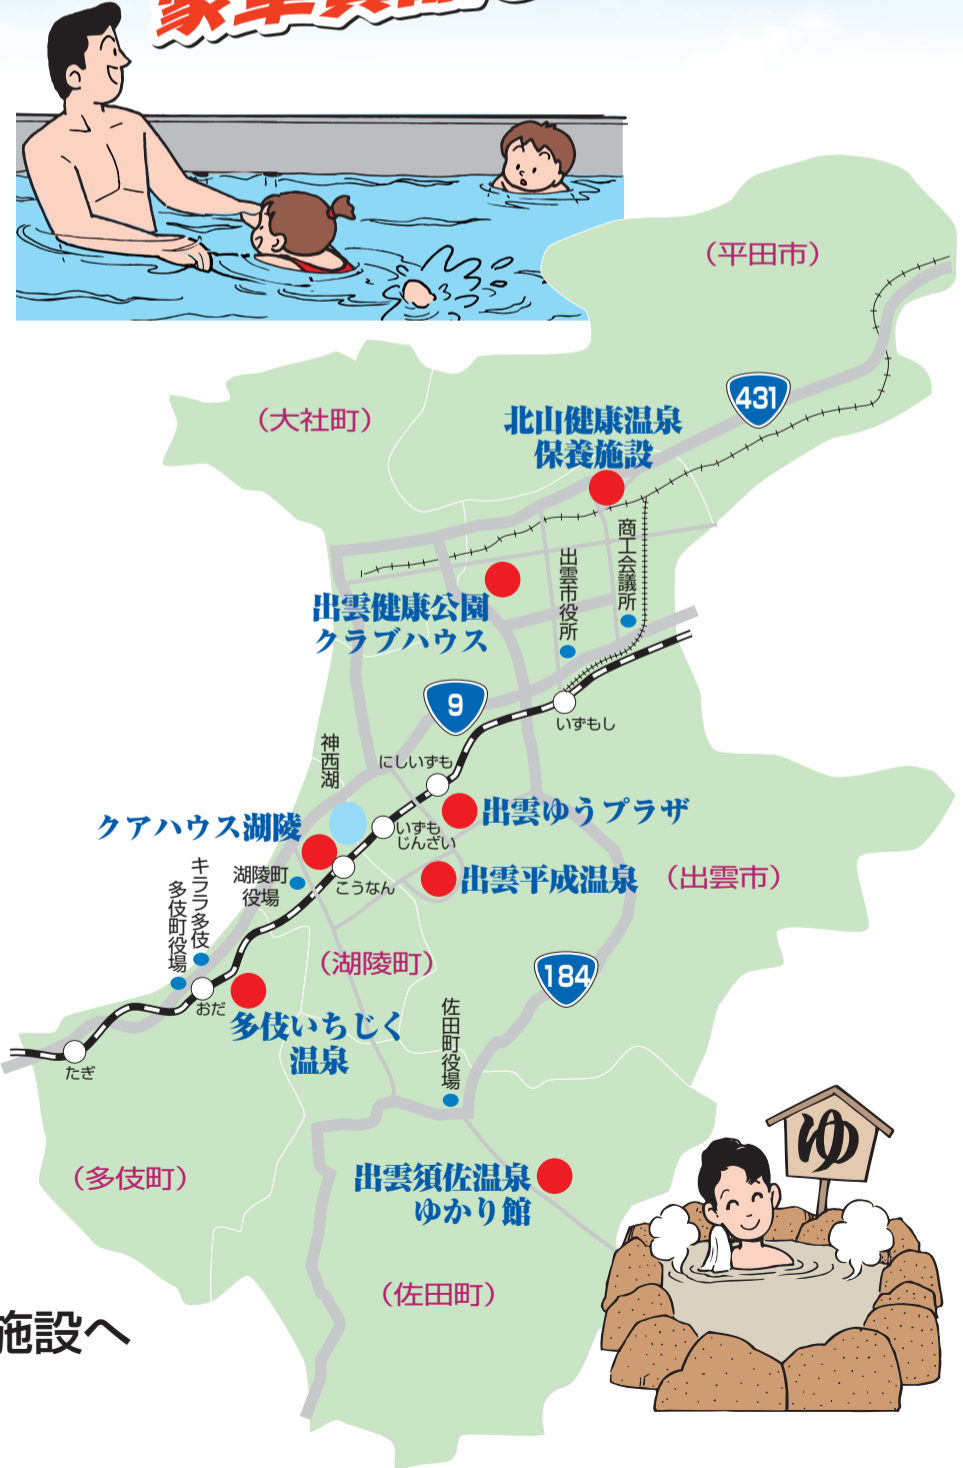 （平田市）
431
（大社町）
北山健康温泉
保養施設
商工会議所
出雲市役所
出雲健康公園
クラブハウス
9
いずもし
神西湖
にしいずも
出雲ゆうプラザ
クアハウス湖陵
いずも
じんざい
湖陵町
役場
こうなん
出雲平成温泉
（出雲市）
キララ多伎
多伎町役場
（湖陵町）
184
おだ
多伎いちじく
温泉
佐田町役場
たぎ
ゆ
（多伎町）
出雲須佐温泉
ゆかり館
（佐田町）
施設へ